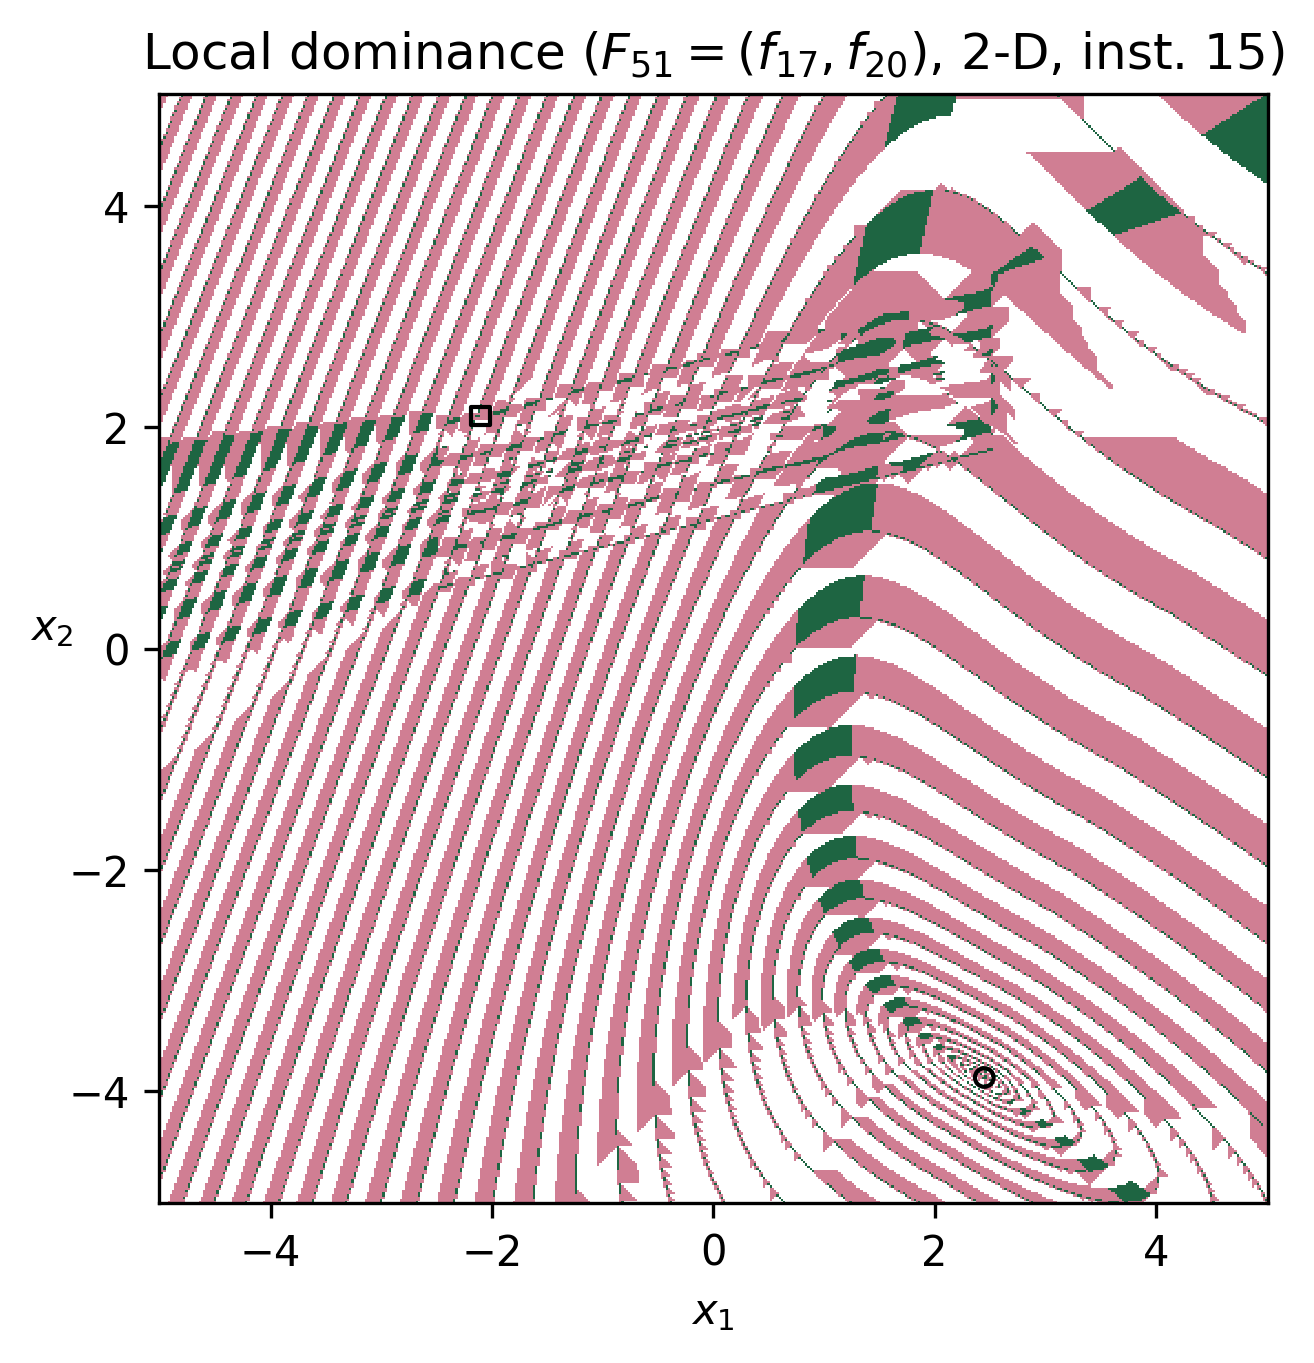 Local dominance (F₅₁ = (f₁₇, f₂₀), 2-D, inst. 15)
4
2
0
−2
−4
x₂
−4 −2 0 2 4
x₁